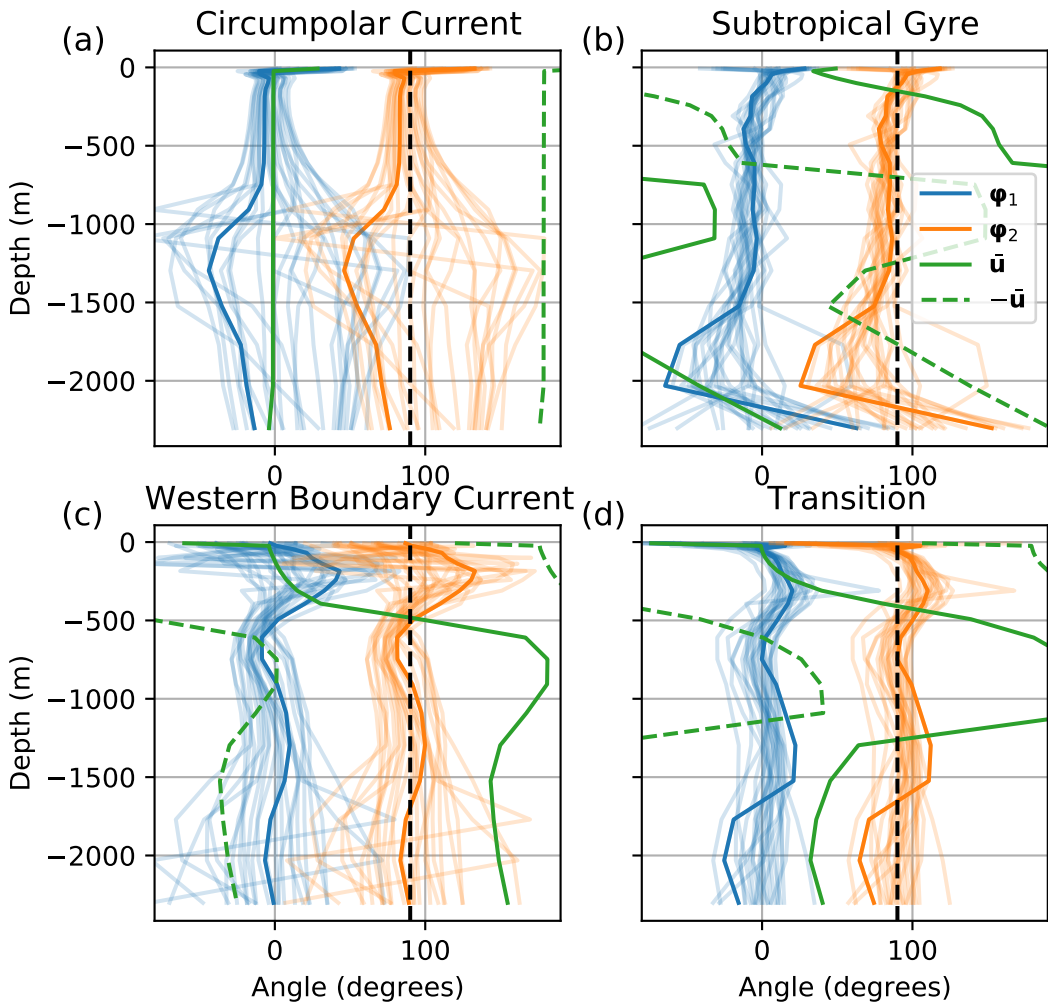 (a) Circumpolar Current
(b) Subtropical Gyre
0
−500
−1000
−1500
−2000
Depth (m)
0 100
0 100
φ₁
φ₂
ū
−ū
(c) Western Boundary Current
(d) Transition
0
−500
−1000
−1500
−2000
Depth (m)
0 100
0 100
Angle (degrees)
Angle (degrees)